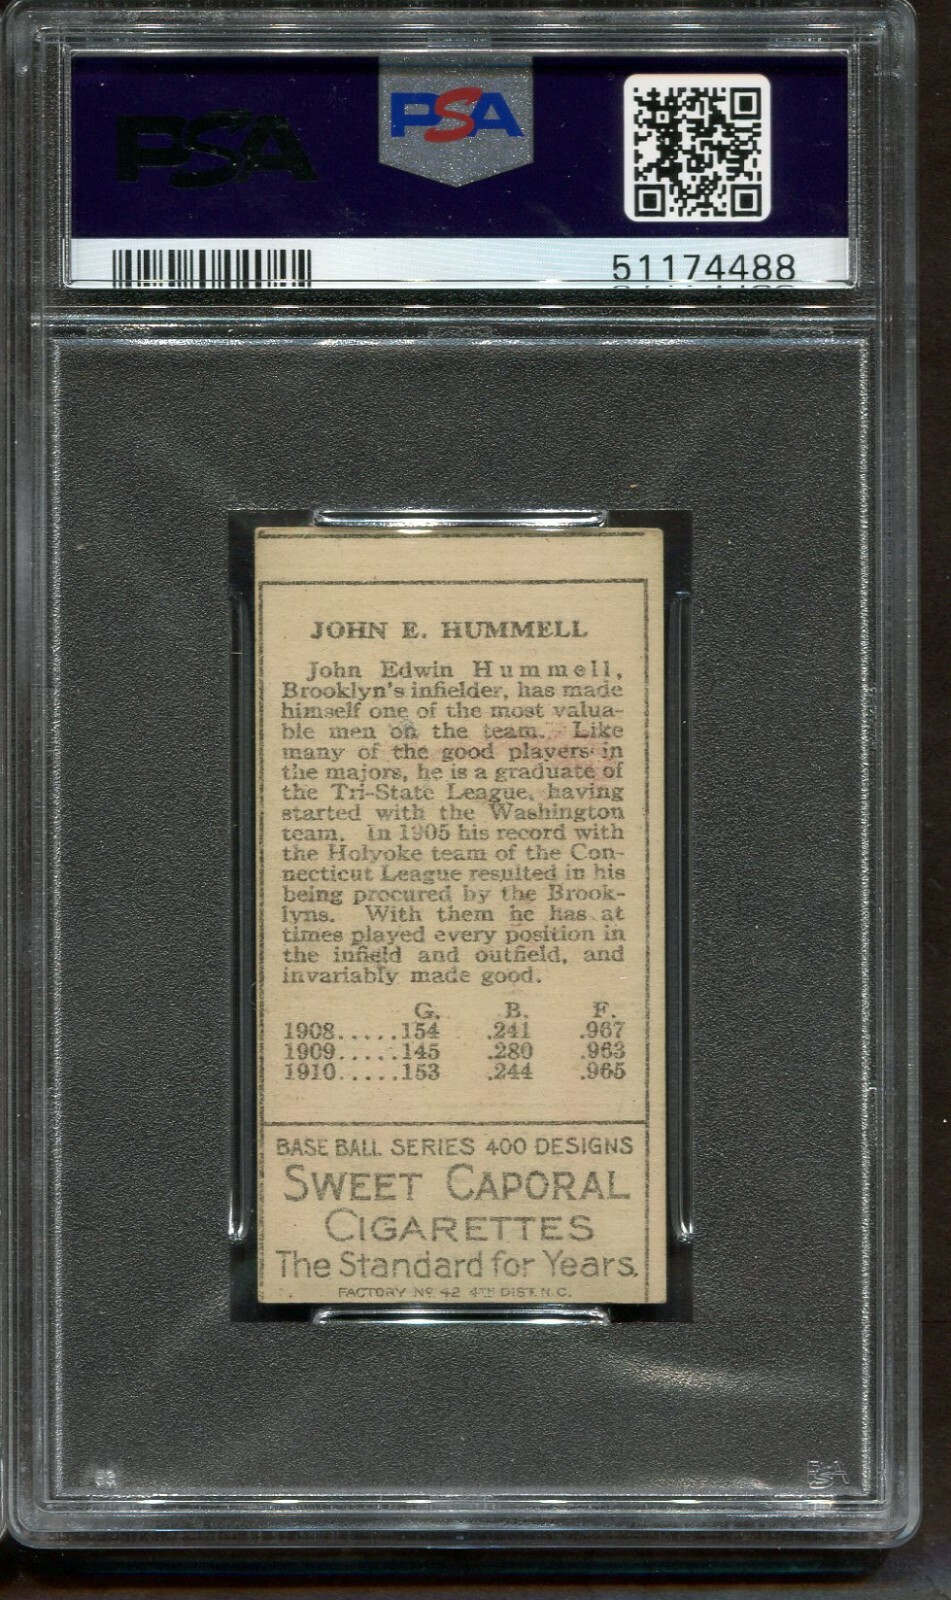 PSA
PSA
51174488
JOHN E. HUMMELL
John Edwin Hummell,
Brooklyn's infielder, has made
himself one of the most valua-
ble men on the team. Like
many of the good players in
the majors, he is a graduate of
the Tri-State League, having
started with the Washington
team. In 1905 his record with
the Holyoke team of the Con-
necticut League resulted in his
being procured by the Brook-
lyns. With them he has at
times played every position in
the infield and outfield, and
invariably made good.
G. B. F.
1908.....154 .241 .967
1909.....145 .280 .963
1910.....153 .244 .965
BASE BALL SERIES 400 DESIGNS
SWEET CAPORAL
CIGARETTES
The Standard for Years.
FACTORY Nº 42 4TH DIST. N.C.
PSA